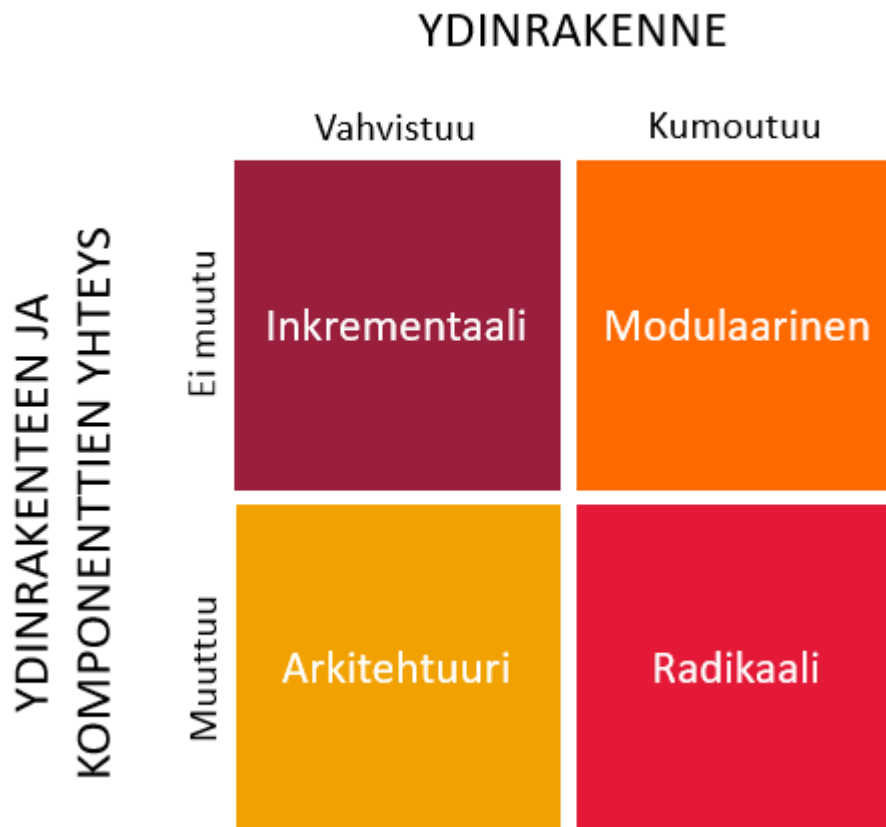 YDINRAKENNE
Vahvistuu
Kumoutuu
YDINRAKENTEEN JA
KOMPONENTTIEN YHTEYS
Ei muutu
Inkrementaali
Modulaarinen
Muuttuu
Arkitehtuuri
Radikaali